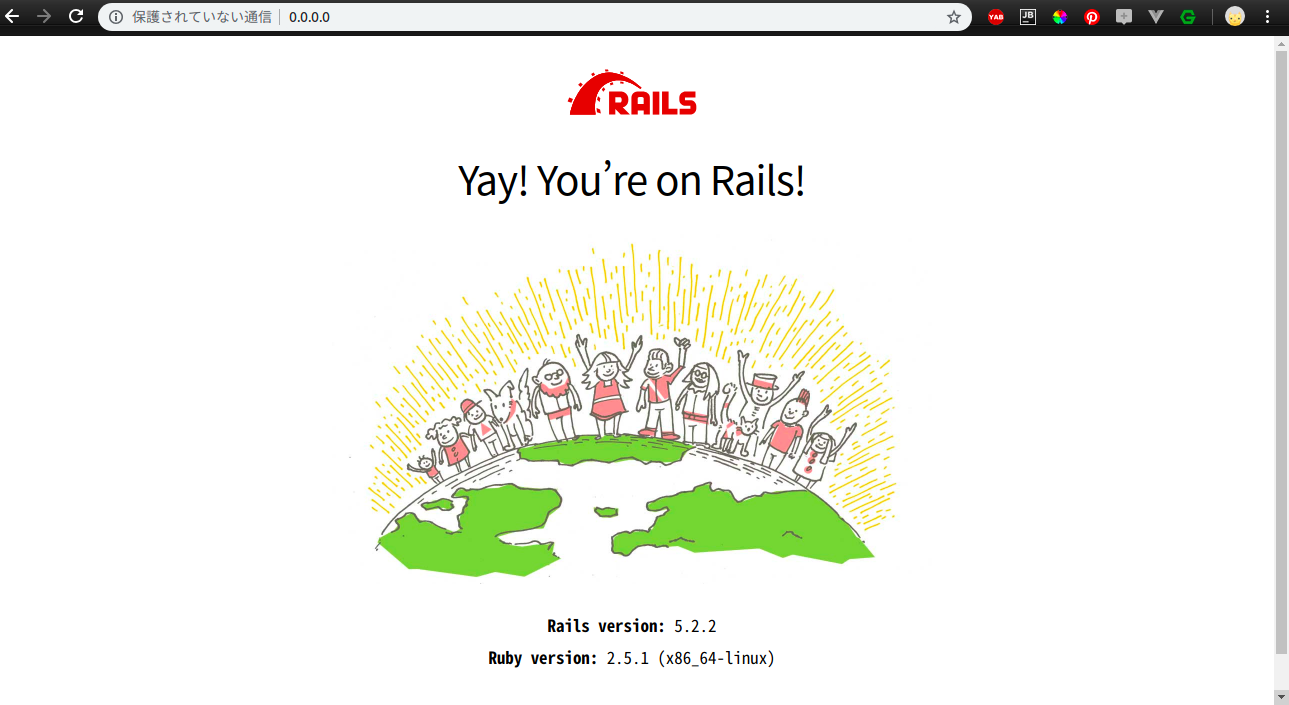 保護されていない通信 0.0.0.0
YAB
JB
RAILS
Yay! You’re on Rails!
Rails version: 5.2.2
Ruby version: 2.5.1 (x86_64-linux)